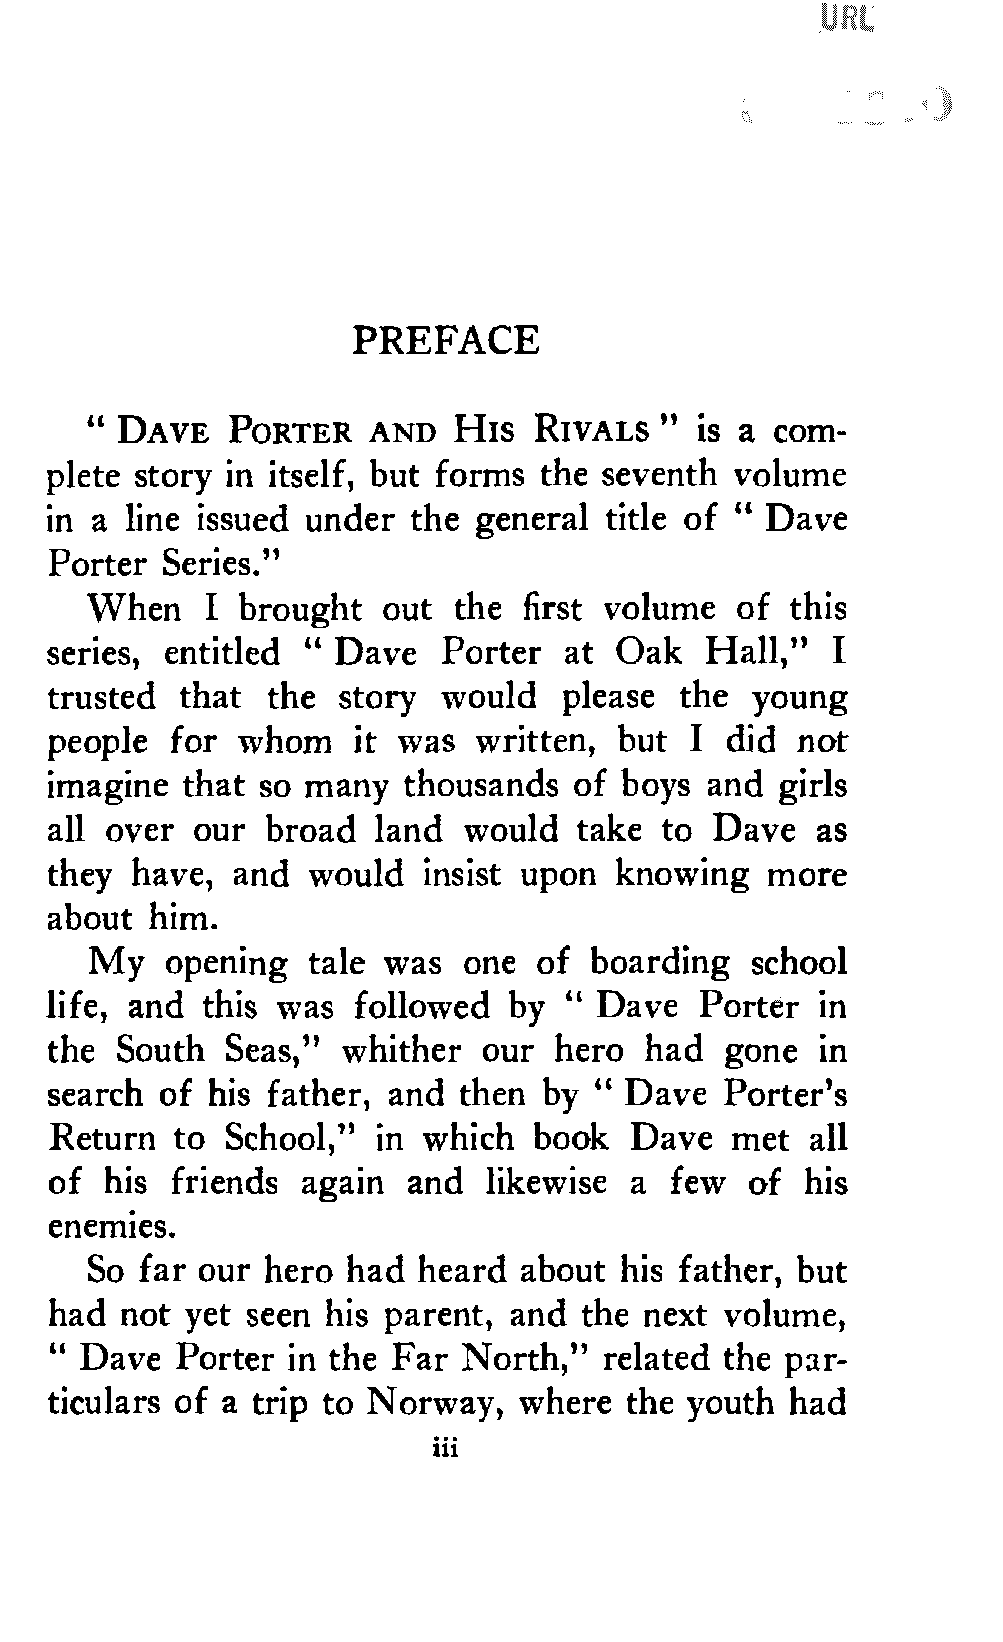 URL
PREFACE
“ DAVE PORTER AND HIS RIVALS ” is a com-
plete story in itself, but forms the seventh volume
in a line issued under the general title of “ Dave
Porter Series.”
When I brought out the first volume of this
series, entitled “ Dave Porter at Oak Hall,” I
trusted that the story would please the young
people for whom it was written, but I did not
imagine that so many thousands of boys and girls
all over our broad land would take to Dave as
they have, and would insist upon knowing more
about him.
My opening tale was one of boarding school
life, and this was followed by “ Dave Porter in
the South Seas,” whither our hero had gone in
search of his father, and then by “ Dave Porter’s
Return to School,” in which book Dave met all
of his friends again and likewise a few of his
enemies.
So far our hero had heard about his father, but
had not yet seen his parent, and the next volume,
“ Dave Porter in the Far North,” related the par-
ticulars of a trip to Norway, where the youth had
iii